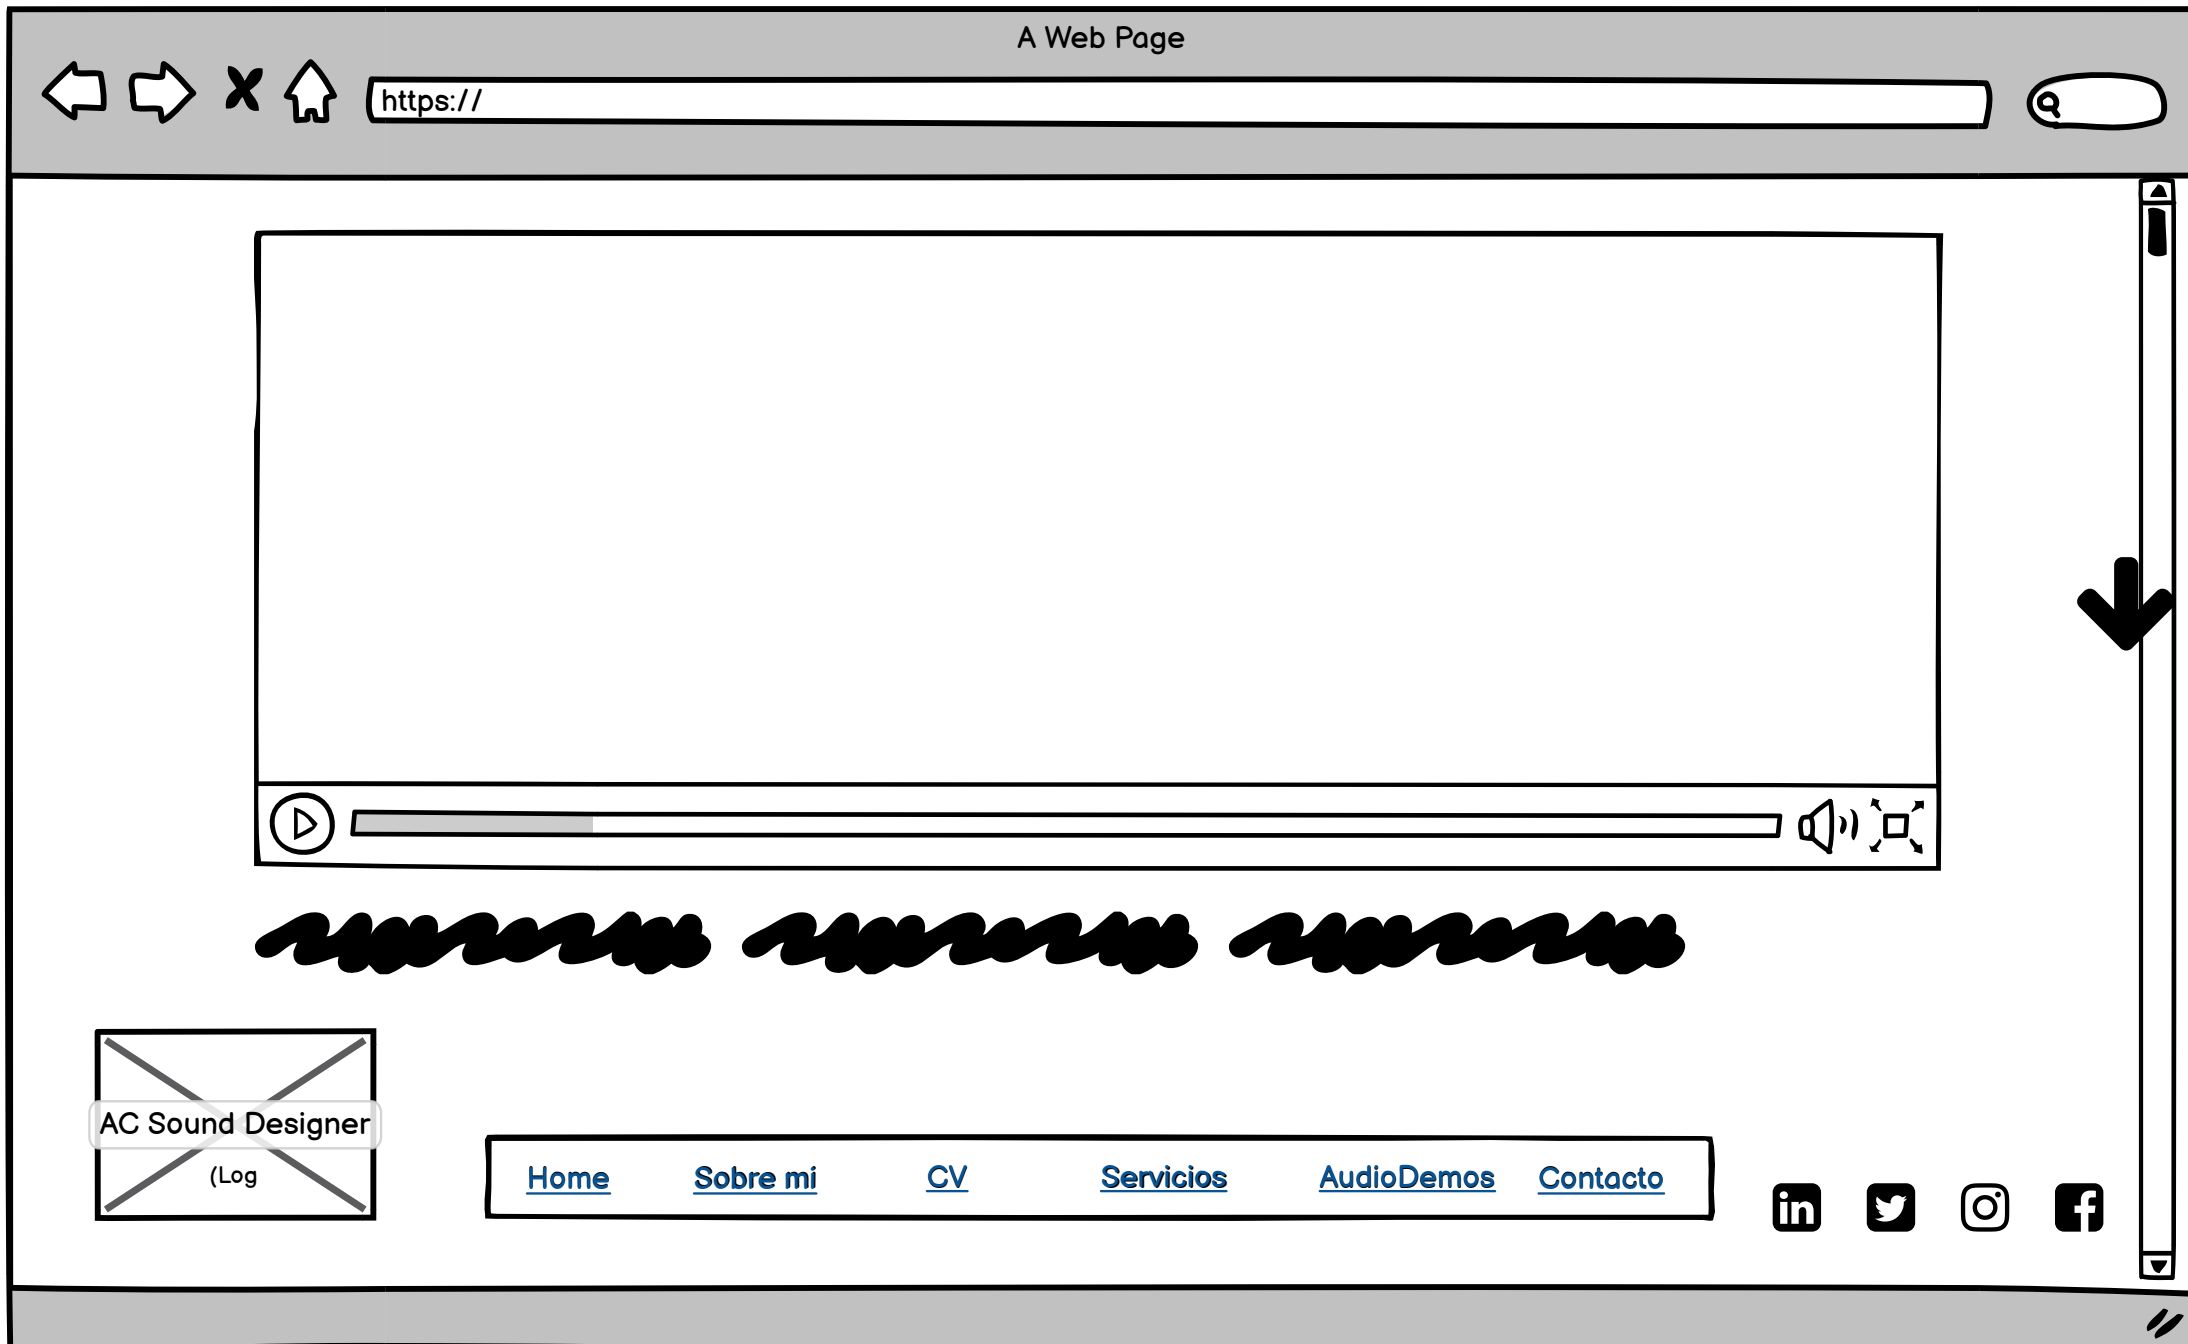 A Web Page
https://
AC Sound Designer
(Log
Home Sobre mi CV Servicios AudioDemos Contacto